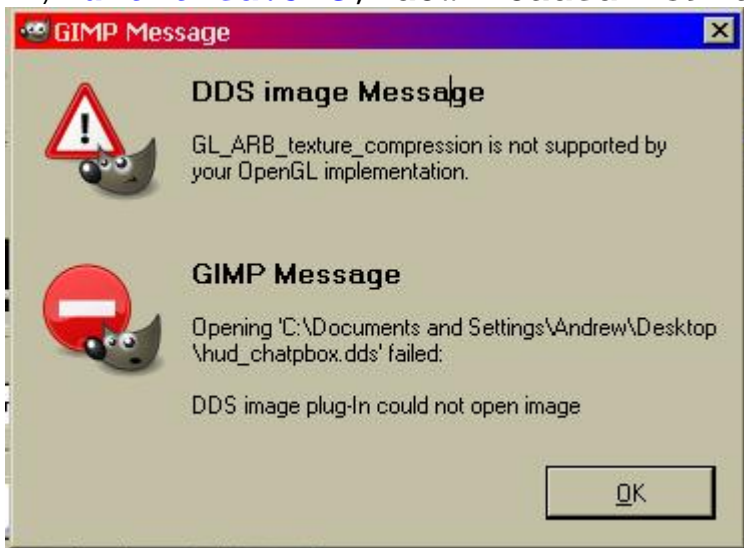 GIMP Message
DDS image Message
GL_ARB_texture_compression is not supported by
your OpenGL implementation.
GIMP Message
Opening 'C:\Documents and Settings\Andrew\Desktop
\hud_chatpbox.dds' failed:
DDS image plug-In could not open image
OK